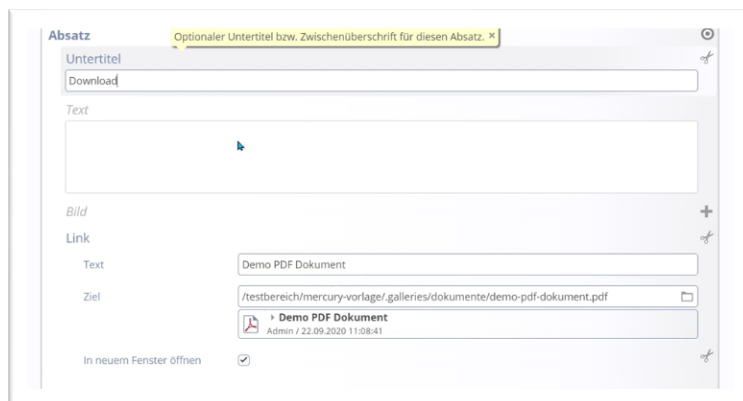 Absatz
Optionaler Untertitel bzw. Zwischenüberschrift für diesen Absatz. ×
Untertitel
Download
Text
Bild
Link
Text Demo PDF Dokument
Ziel /testbereich/mercury-vorlage/.galleries/dokumente/demo-pdf-dokument.pdf
Demo PDF Dokument
Admin / 22.09.2020 11:08:41
In neuem Fenster öffnen